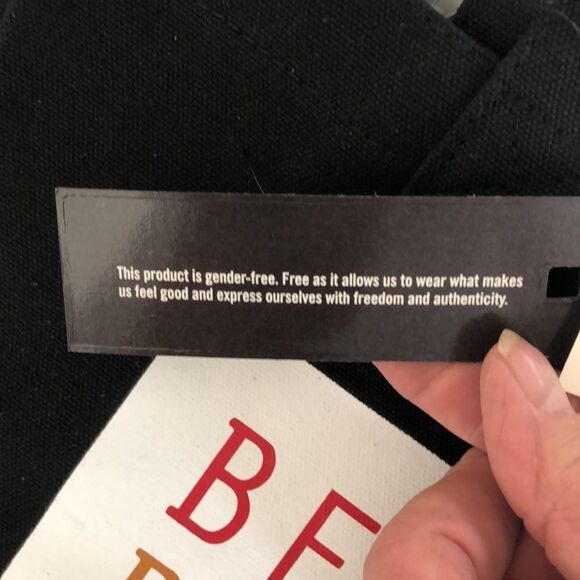 This product is gender-free. Free as it allows us to wear what makes
us feel good and express ourselves with freedom and authenticity.
BE